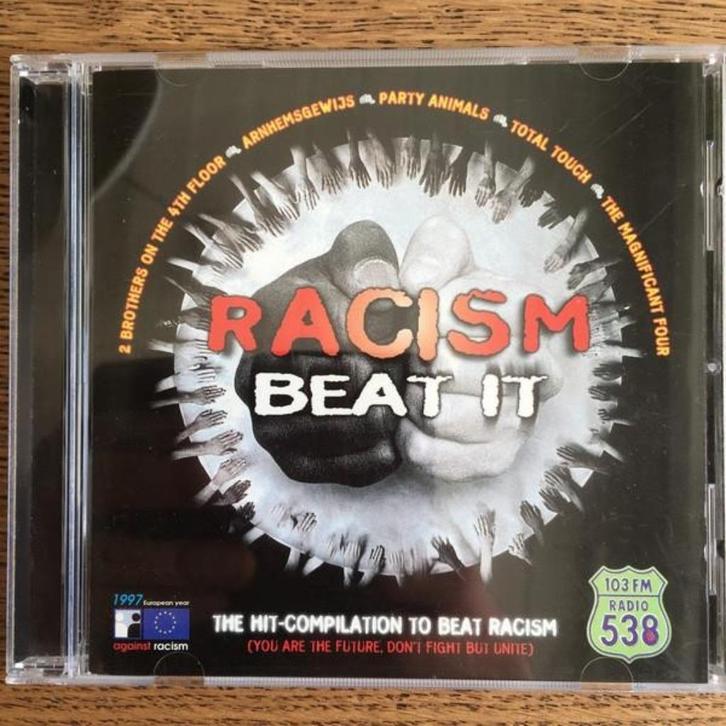 2 BROTHERS ON THE 4TH FLOOR ARNHEMSGEWIJS PARTY ANIMALS TOTAL TOUCH THE MAGNIFICANT FOUR
RACISM
BEAT IT
1997 European year
against racism
THE HIT-COMPILATION TO BEAT RACISM
(YOU ARE THE FUTURE, DON'T FIGHT BUT UNITE)
103 FM
RADIO
538